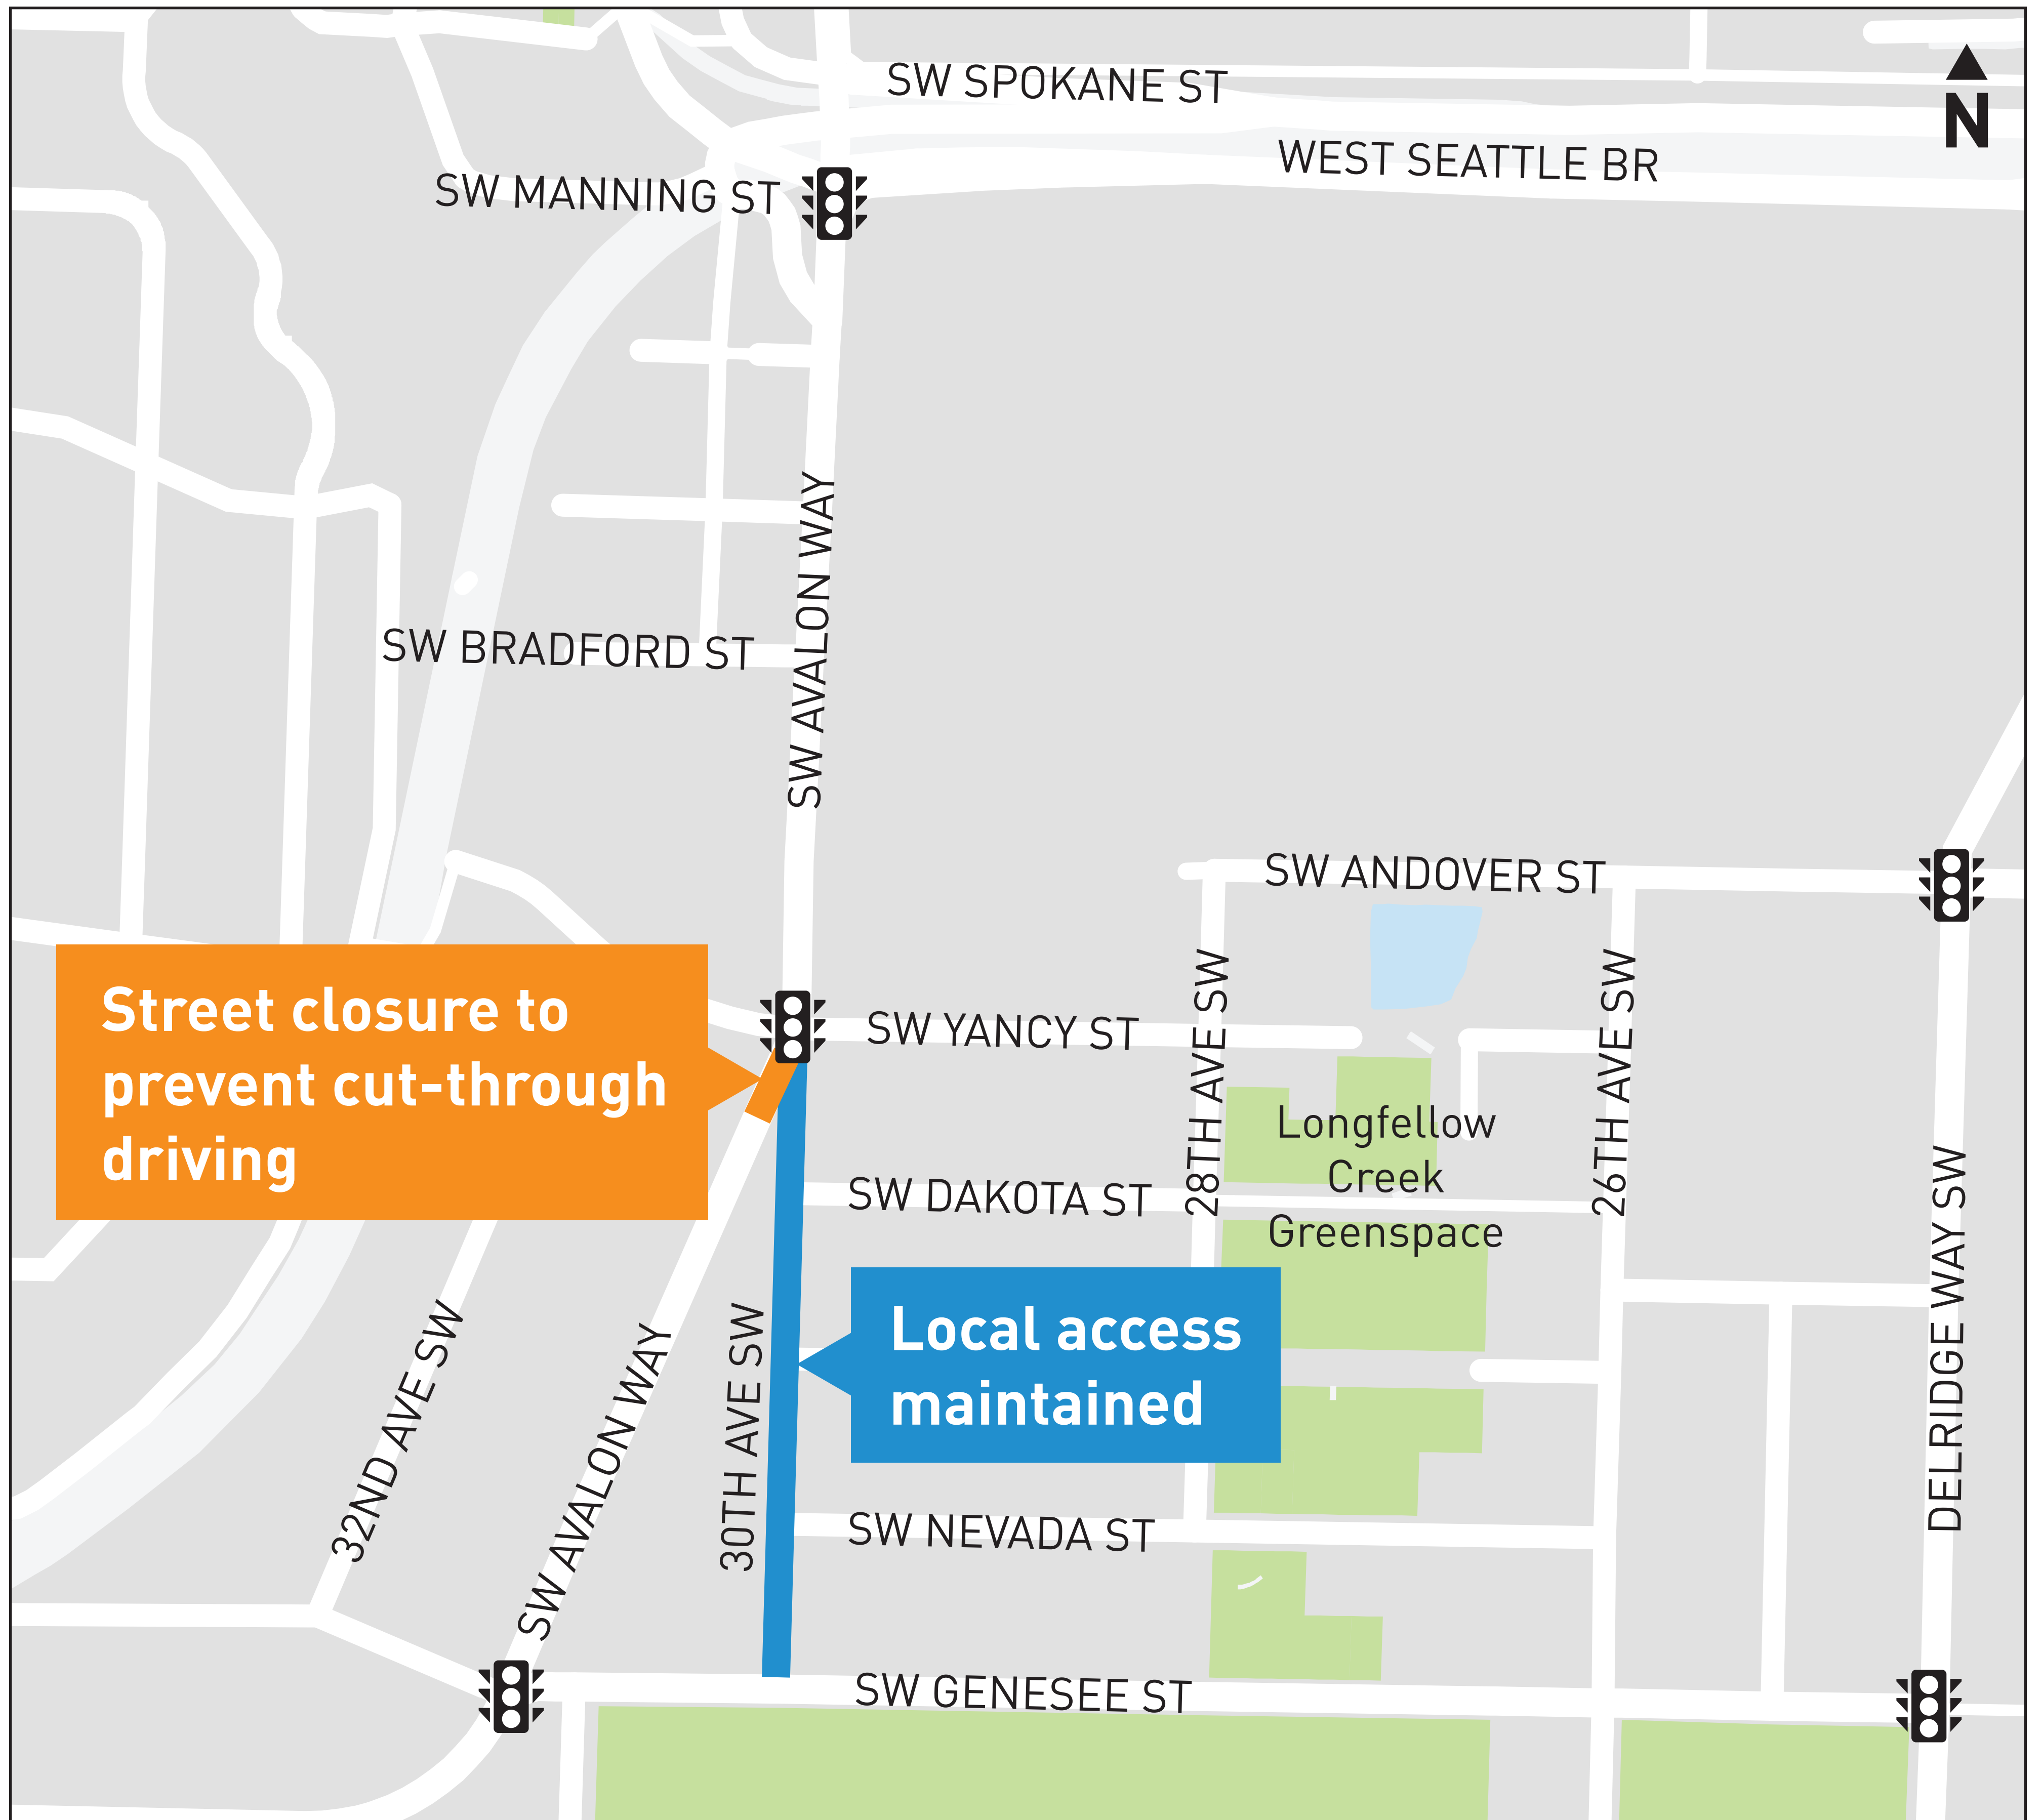 SW SPOKANE ST
N
WEST SEATTLE BR
SW MANNING ST
SW AVALON WAY
SW BRADFORD ST
SW ANDOVER ST
Street closure to
prevent cut-through
driving
SW YANCY ST
28TH AVE SW
26TH AVE SW
Longfellow
Creek
Greenspace
SW DAKOTA ST
DELRIDGE WAY SW
Local access
maintained
32ND AVE SW
SW AVALON WAY
30TH AVE SW
SW NEVADA ST
SW GENESEE ST